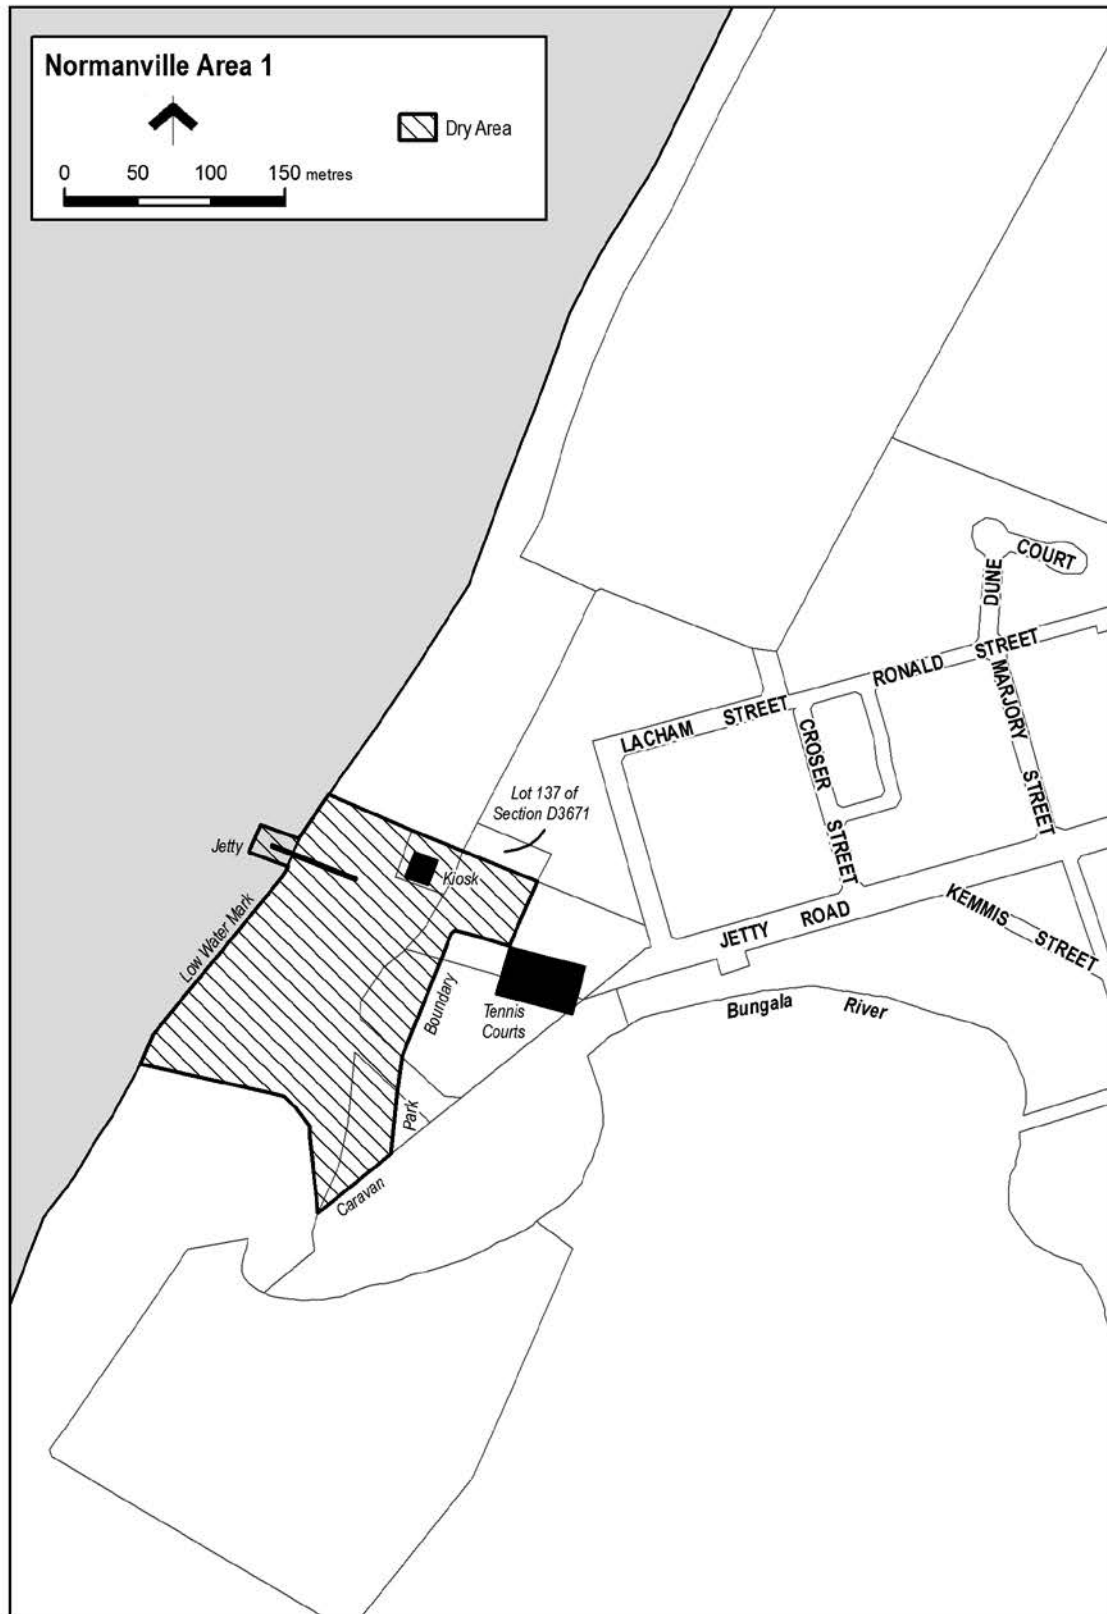 Normanville Area 1
Dry Area
0 50 100 150 metres
DUNE
COURT
RONALD STREET
MARJORY STREET
LACHAM STREET
CROSER STREET
Lot 137 of
Section D3671
Jetty
Kiosk
Low Water Mark
JETTY ROAD
KEMMIS STREET
Boundary
Tennis
Courts
Bungala River
Park
Caravan